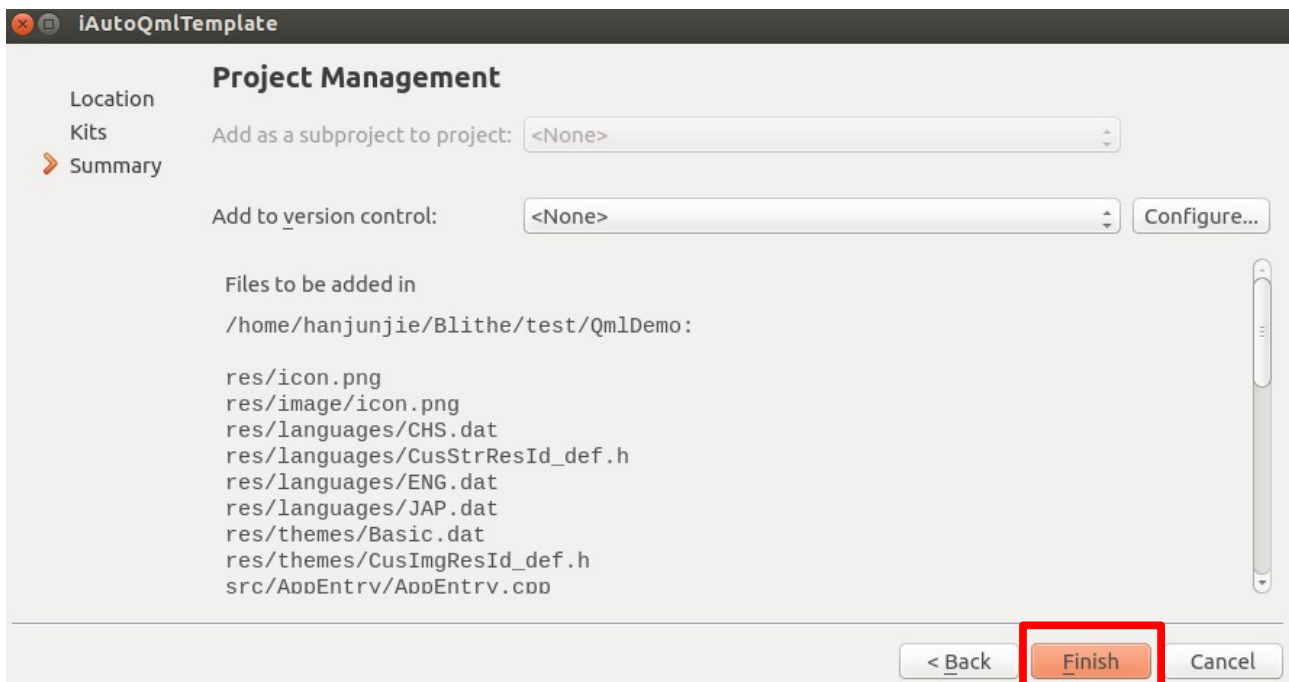 iAutoQmlTemplate
Location
Kits
Summary
Project Management
Add as a subproject to project: <None>
Add to version control: <None> Configure...
Files to be added in
/home/hanjunjie/Blithe/test/QmlDemo:
res/icon.png
res/image/icon.png
res/languages/CHS.dat
res/languages/CusStrResId_def.h
res/languages/ENG.dat
res/languages/JAP.dat
res/themes/Basic.dat
res/themes/CusImgResId_def.h
src/AppEntry/AppEntry.cpp
< Back Finish Cancel